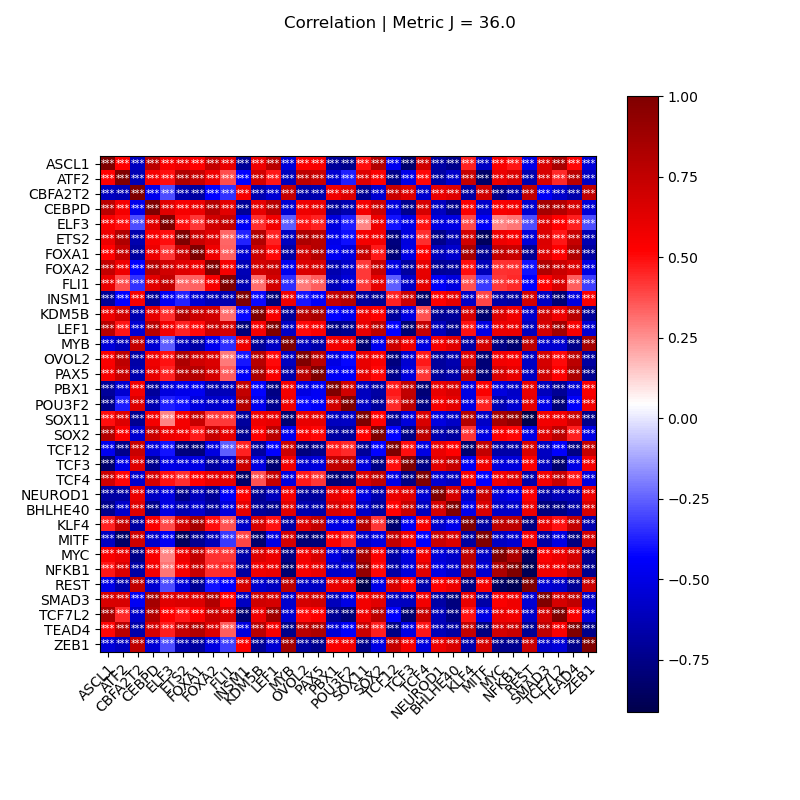 Correlation | Metric J = 36.0
ASCL1
ATF2
CBFA2T2
CEBPD
ELF3
ETS2
FOXA1
FOXA2
FLI1
INSM1
KDM5B
LEF1
MYB
OVOL2
PAX5
PBX1
POU3F2
SOX11
SOX2
TCF12
TCF3
TCF4
NEUROD1
BHLHE40
KLF4
MITF
MYC
NFKB1
REST
SMAD3
TCF7L2
TEAD4
ZEB1
ASCL1
ATF2
CBFA2T2
CEBPD
ELF3
ETS2
FOXA1
FOXA2
FLI1
INSM1
KDM5B
LEF1
MYB
OVOL2
PAX5
PBX1
POU3F2
SOX11
SOX2
TCF12
TCF3
TCF4
NEUROD1
BHLHE40
KLF4
MITF
MYC
NFKB1
REST
SMAD3
TCF7L2
TEAD4
ZEB1
1.00
0.75
0.50
0.25
0.00
−0.25
−0.50
−0.75